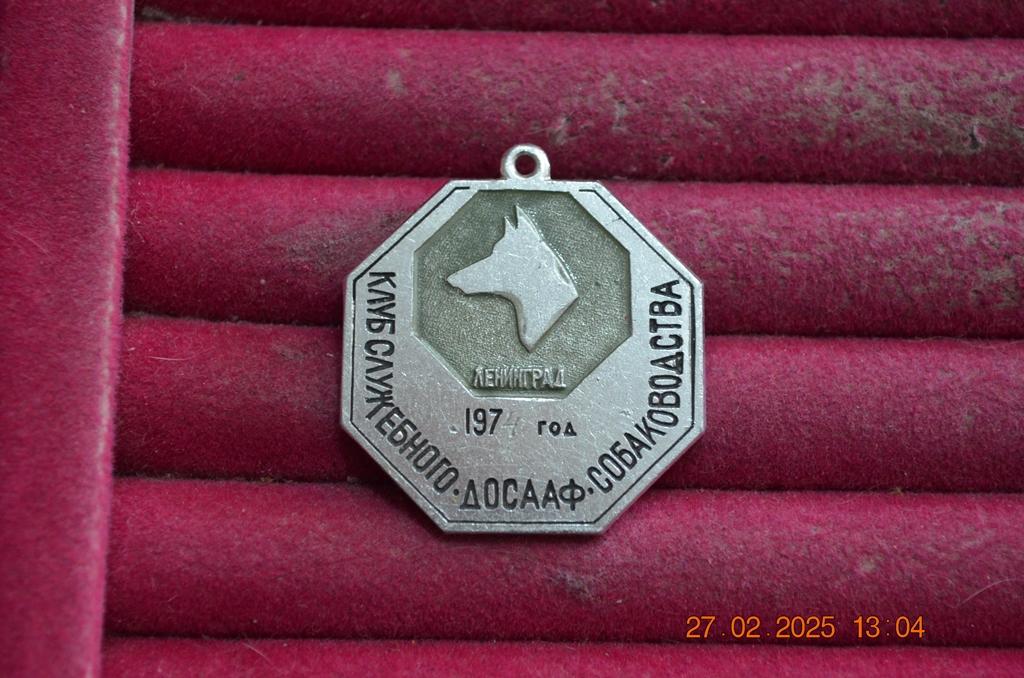 ЛЕНИНГРАД
1974 год
КЛУБ СЛУЖЕБНОГО · ДОСААФ · СОБАКОВОДСТВА
27.02.2025 13:04